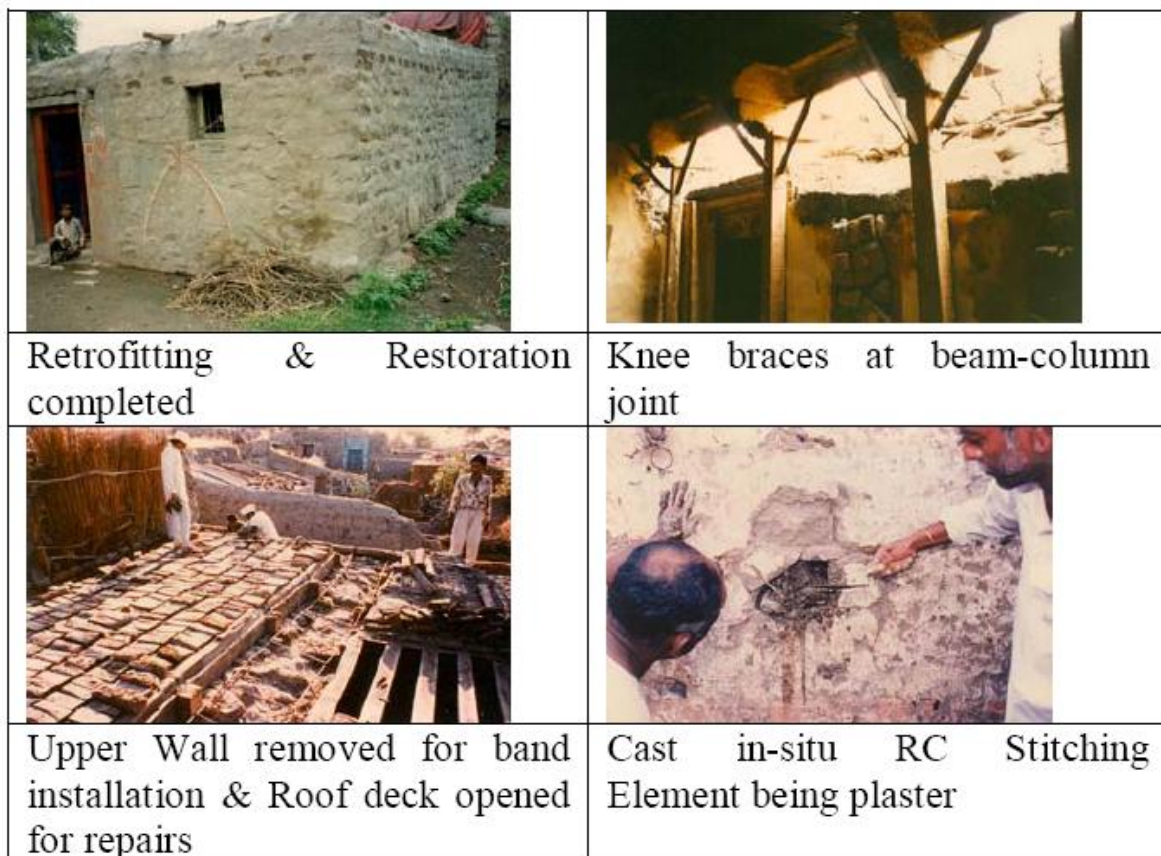 Retrofitting & Restoration
completed
Knee braces at beam-column
joint
Upper Wall removed for band
installation & Roof deck opened
for repairs
Cast in-situ RC Stitching
Element being plaster